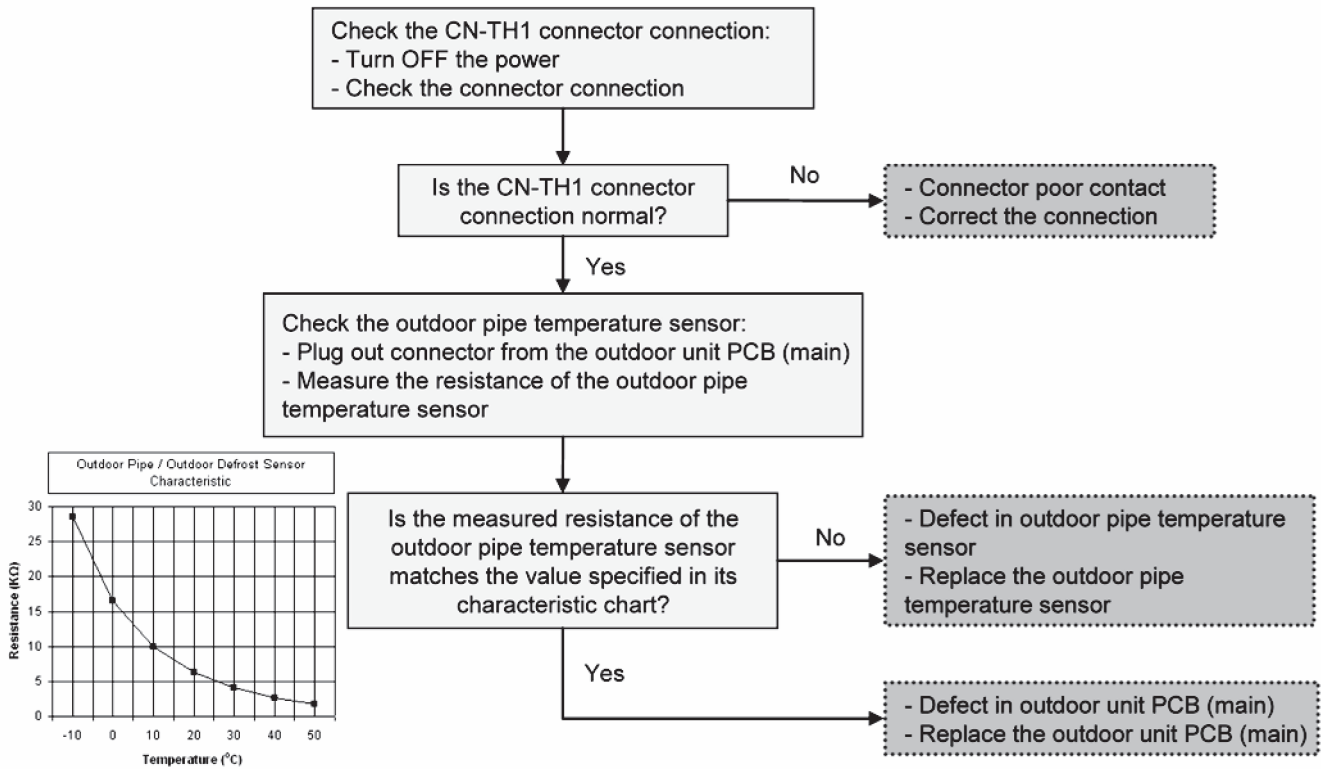 Check the CN-TH1 connector connection:
- Turn OFF the power
- Check the connector connection
Is the CN-TH1 connector
connection normal?
No
- Connector poor contact
- Correct the connection
Yes
Check the outdoor pipe temperature sensor:
- Plug out connector from the outdoor unit PCB (main)
- Measure the resistance of the outdoor pipe
temperature sensor
Outdoor Pipe / Outdoor Defrost Sensor
Characteristic
30
25
20
15
10
5
0
Resistance (KΩ)
-10 0 10 20 30 40 50
Temperature (⁰C)
Is the measured resistance of the
outdoor pipe temperature sensor
matches the value specified in its
characteristic chart?
No
- Defect in outdoor pipe temperature
sensor
- Replace the outdoor pipe
temperature sensor
Yes
- Defect in outdoor unit PCB (main)
- Replace the outdoor unit PCB (main)